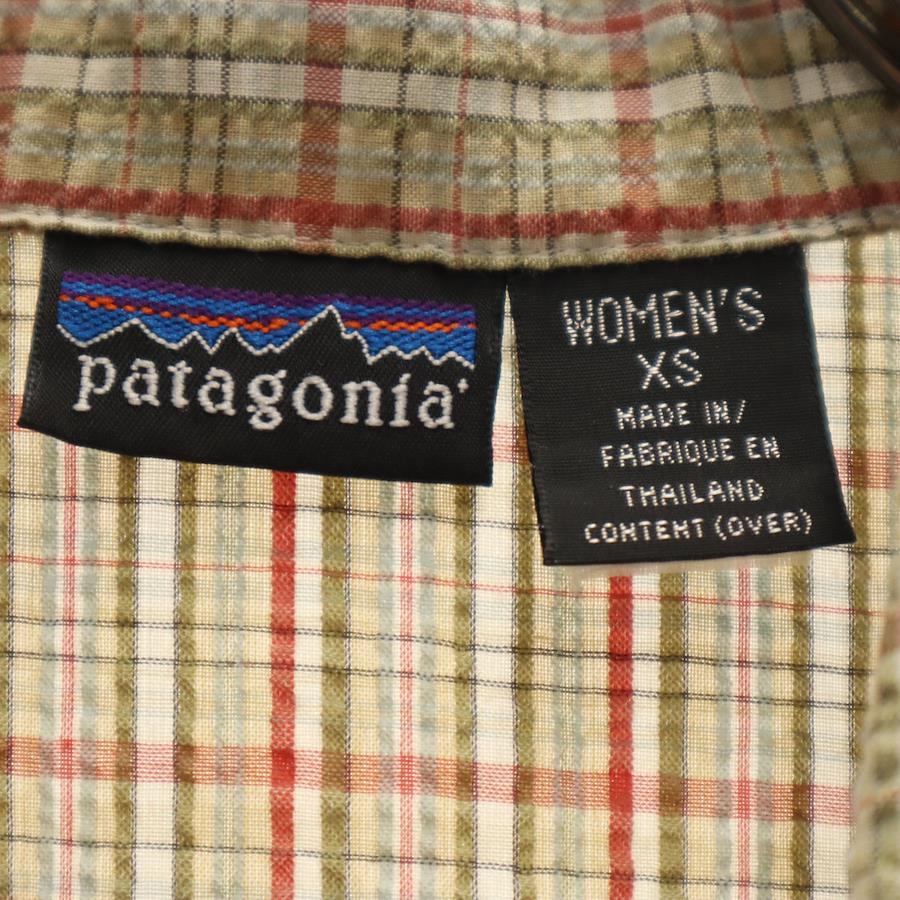 patagonia
WOMEN'S
XS
MADE IN/
FABRIQUE EN
THAILAND
CONTENT (OVER)